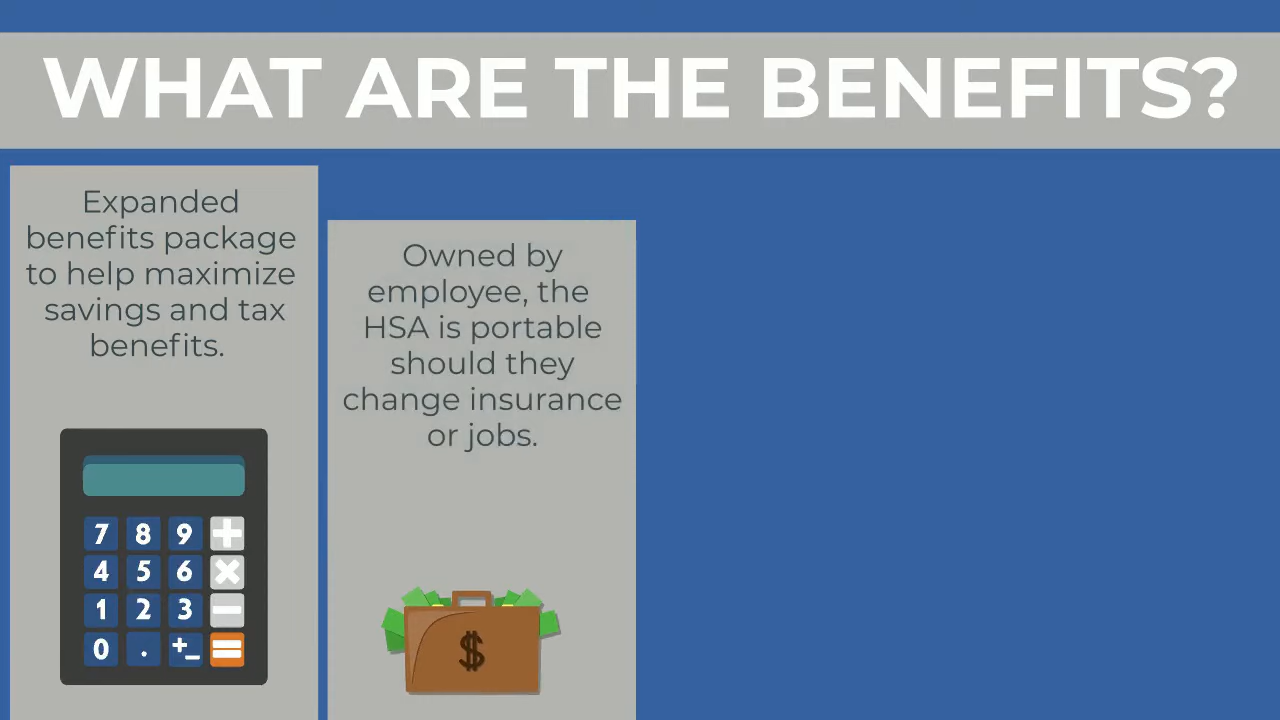 WHAT ARE THE BENEFITS?
Expanded
benefits package
to help maximize
savings and tax
benefits.
Owned by
employee, the
HSA is portable
should they
change insurance
or jobs.
7 8 9 +
4 5 6 ×
1 2 3 −
0 . +− =
$